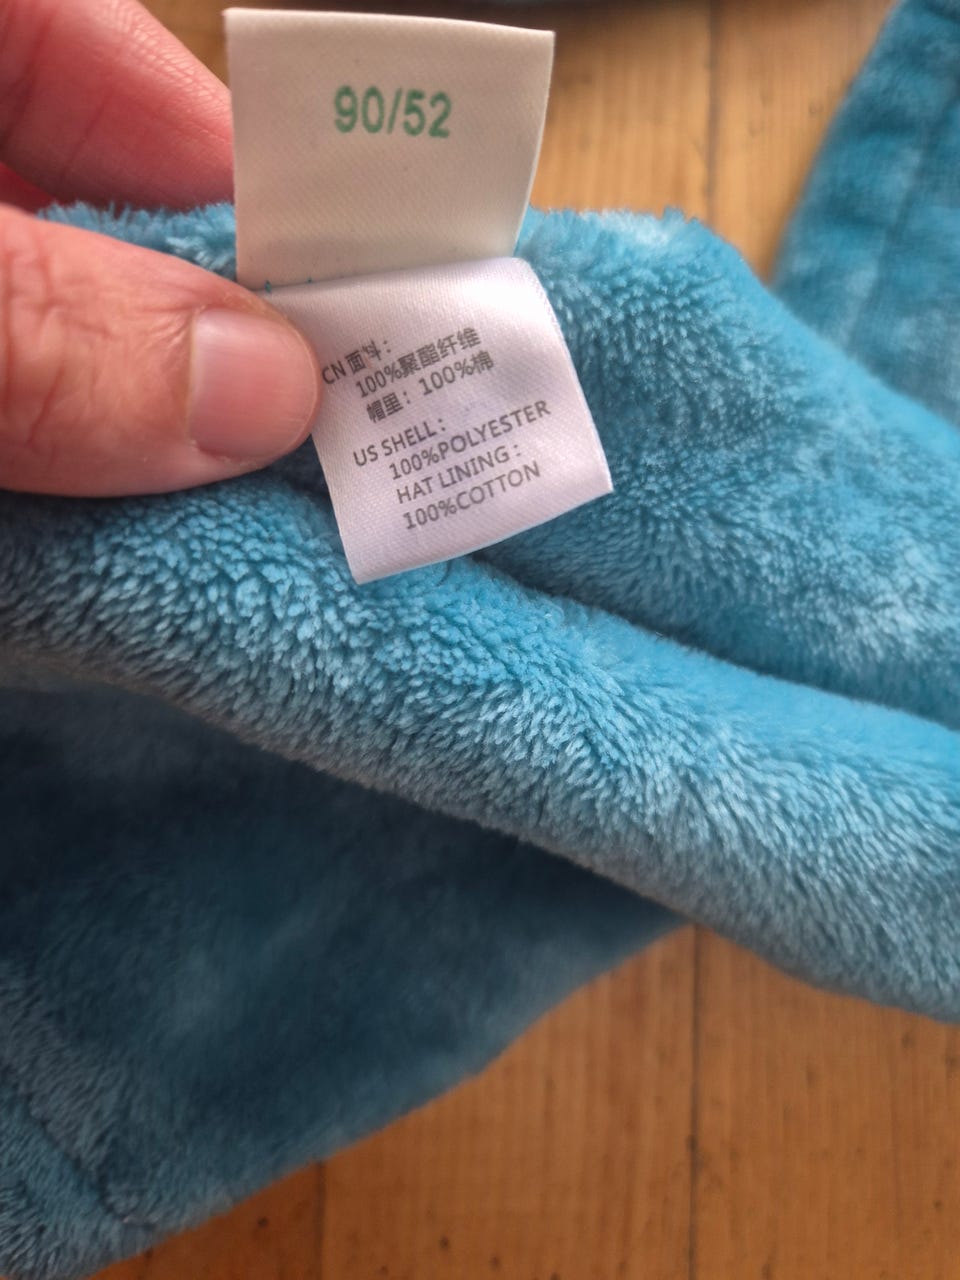 90/52
CN 面料：
100%聚酯纤维
帽里：100%棉
US SHELL：
100%POLYESTER
HAT LINING：
100%COTTON